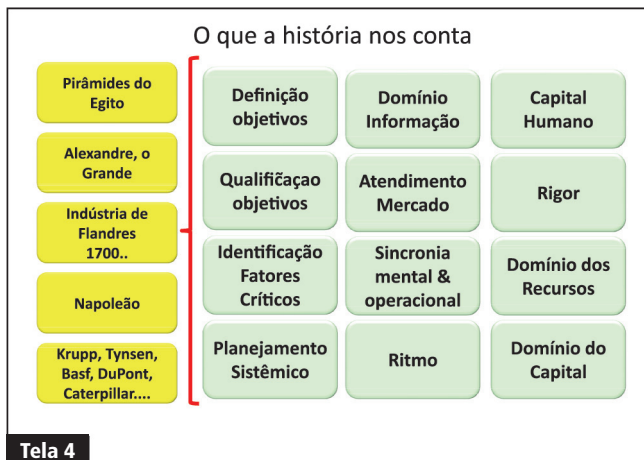 O que a história nos conta
Pirâmides do
Egito
Alexandre, o
Grande
Indústria de
Flandres
1700..
Napoleão
Krupp, Tynsen,
Basf, DuPont,
Caterpillar....
Definição
objetivos
Domínio
Informação
Capital
Humano
Qualifiçaçao
objetivos
Atendimento
Mercado
Rigor
Identificação
Fatores
Críticos
Sincronia
mental &
operacional
Domínio dos
Recursos
Planejamento
Sistêmico
Ritmo
Domínio do
Capital
Tela 4